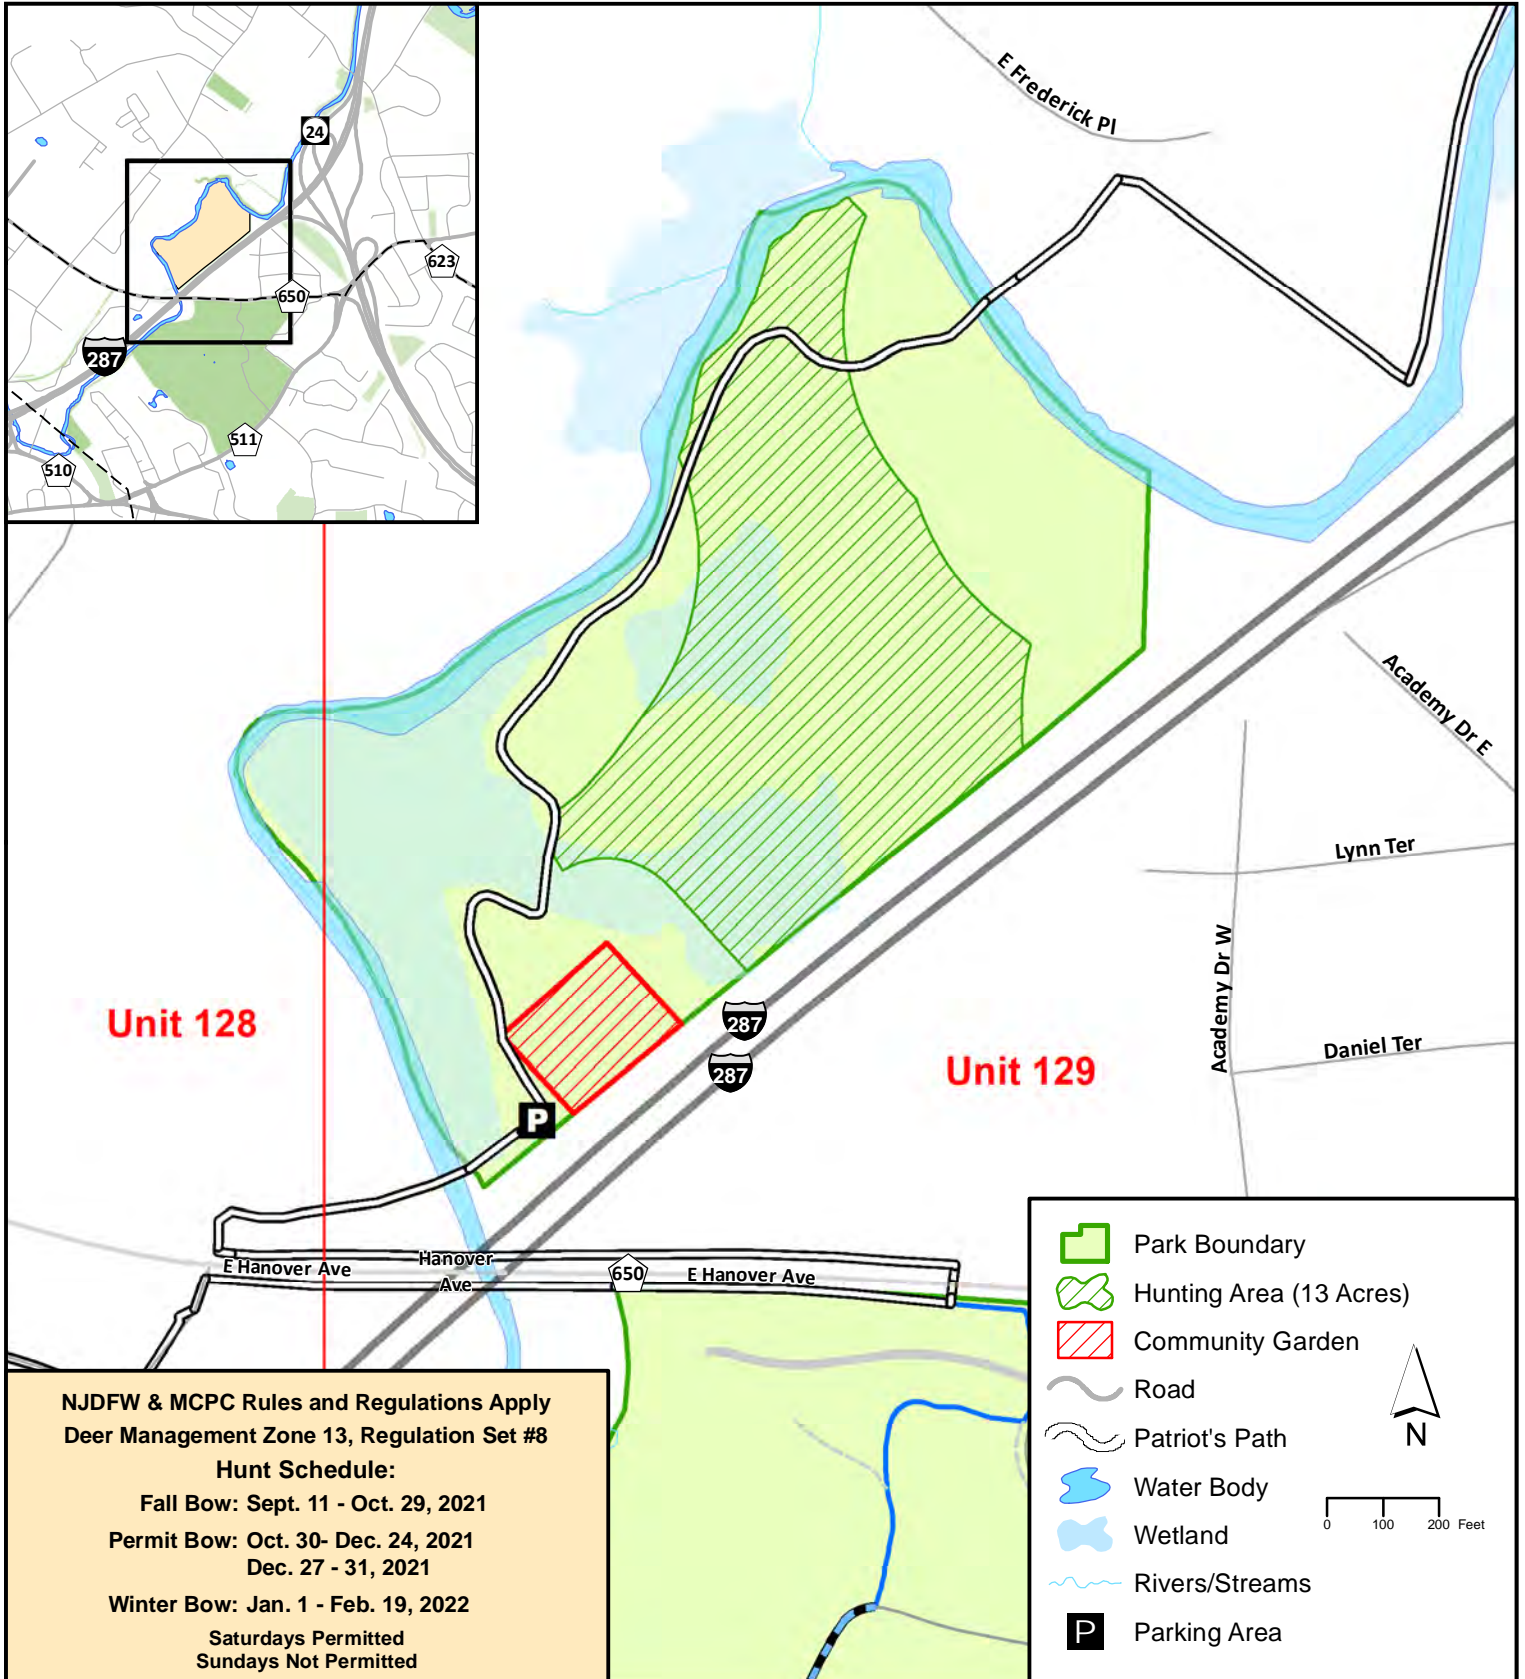 24
623
650
287
511
510
E Frederick Pl
Academy Dr E
Lynn Ter
Academy Dr W
Daniel Ter
Unit 128
287
287
Unit 129
P
E Hanover Ave
Hanover
Ave
650
E Hanover Ave
Park Boundary
Hunting Area (13 Acres)
Community Garden
Road
Patriot's Path
Water Body
Wetland
Rivers/Streams
P Parking Area
N
0 100 200 Feet
NJDFW & MCPC Rules and Regulations Apply
Deer Management Zone 13, Regulation Set #8
Hunt Schedule:
Fall Bow: Sept. 11 - Oct. 29, 2021
Permit Bow: Oct. 30- Dec. 24, 2021
Dec. 27 - 31, 2021
Winter Bow: Jan. 1 - Feb. 19, 2022
Saturdays Permitted
Sundays Not Permitted